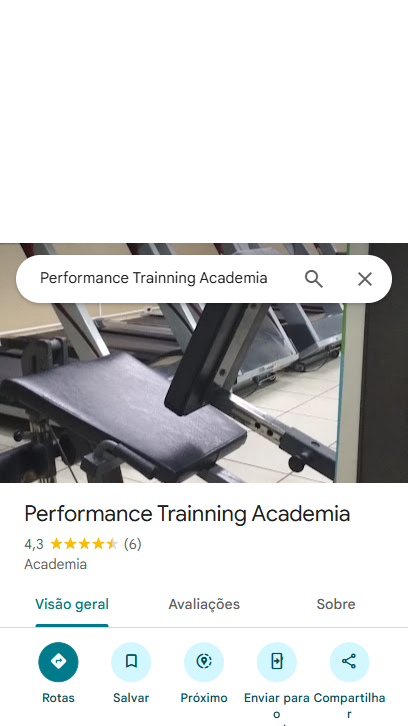 Performance Trainning Academia
Performance Trainning Academia
4,3 (6)
Academia
Visão geral Avaliações Sobre
Rotas Salvar Próximo Enviar para o Compartilhar